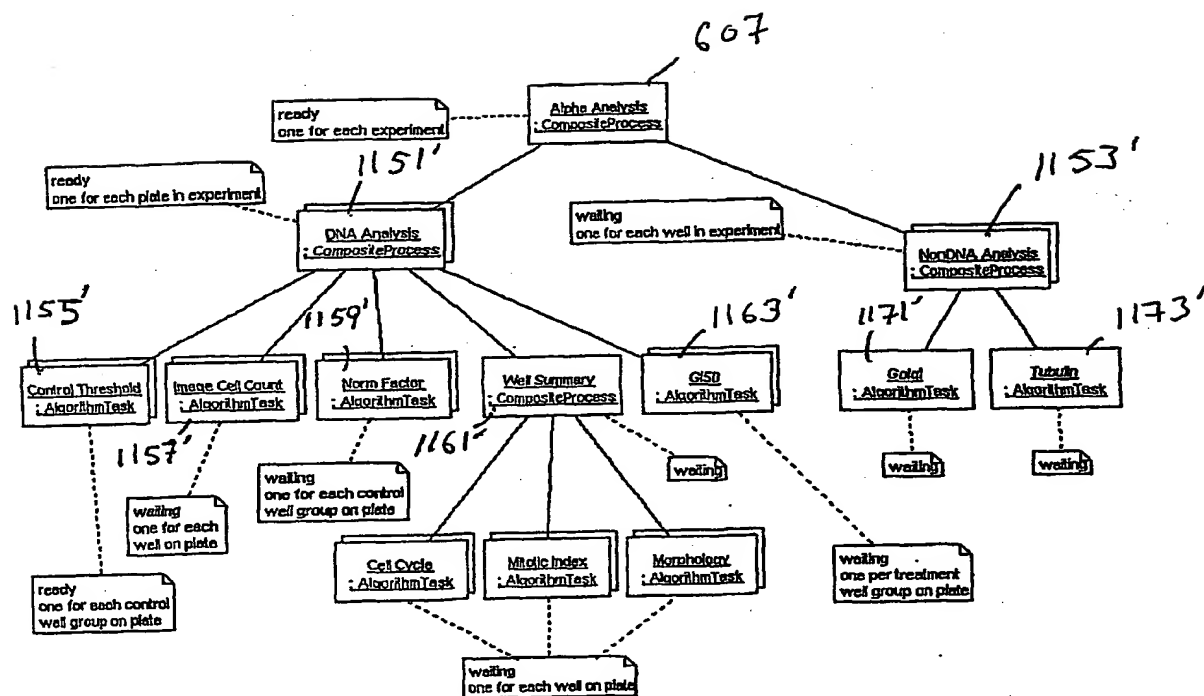 607
Alpha Analysis
: CompositeProcess
ready
one for each experiment
1151'
ready
one for each plate in experiment
1153'
waiting
one for each well in experiment
DNA Analysis
: CompositeProcess
NonDNA Analysis
: CompositeProcess
1155'
1159'
1163'
1171'
1173'
Control Threshold
: AlgorithmTask
Image Cell Count
: AlgorithmTask
Norm Factor
: AlgorithmTask
Well Summary
: CompositeProcess
GI50
: AlgorithmTask
Golgi
: AlgorithmTask
Tubulin
: AlgorithmTask
1157'
1161'
waiting
one for each control
well group on plate
waiting
waiting
waiting
waiting
one for each
well on plate
Cell Cycle
: AlgorithmTask
Mitotic Index
: AlgorithmTask
Morphology
: AlgorithmTask
waiting
one per treatment
well group on plate
ready
one for each control
well group on plate
waiting
one for each well on plate